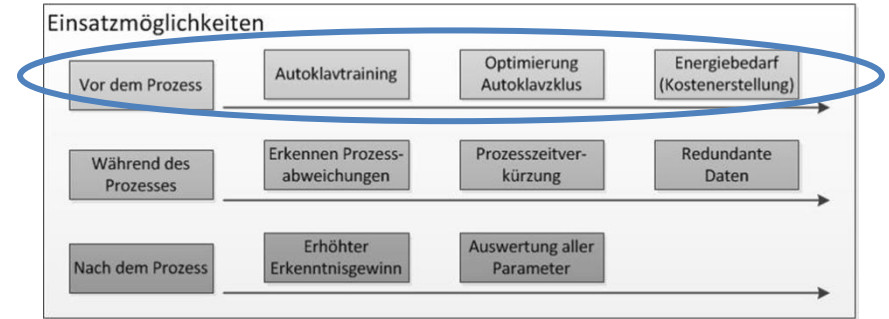 Einsatzmöglichkeiten
Vor dem Prozess
Autoklavtraining
Optimierung
Autoklavzklus
Energiebedarf
(Kostenerstellung)
Während des
Prozesses
Erkennen Prozess-
abweichungen
Prozesszeitver-
kürzung
Redundante
Daten
Nach dem Prozess
Erhöhter
Erkenntnisgewinn
Auswertung aller
Parameter